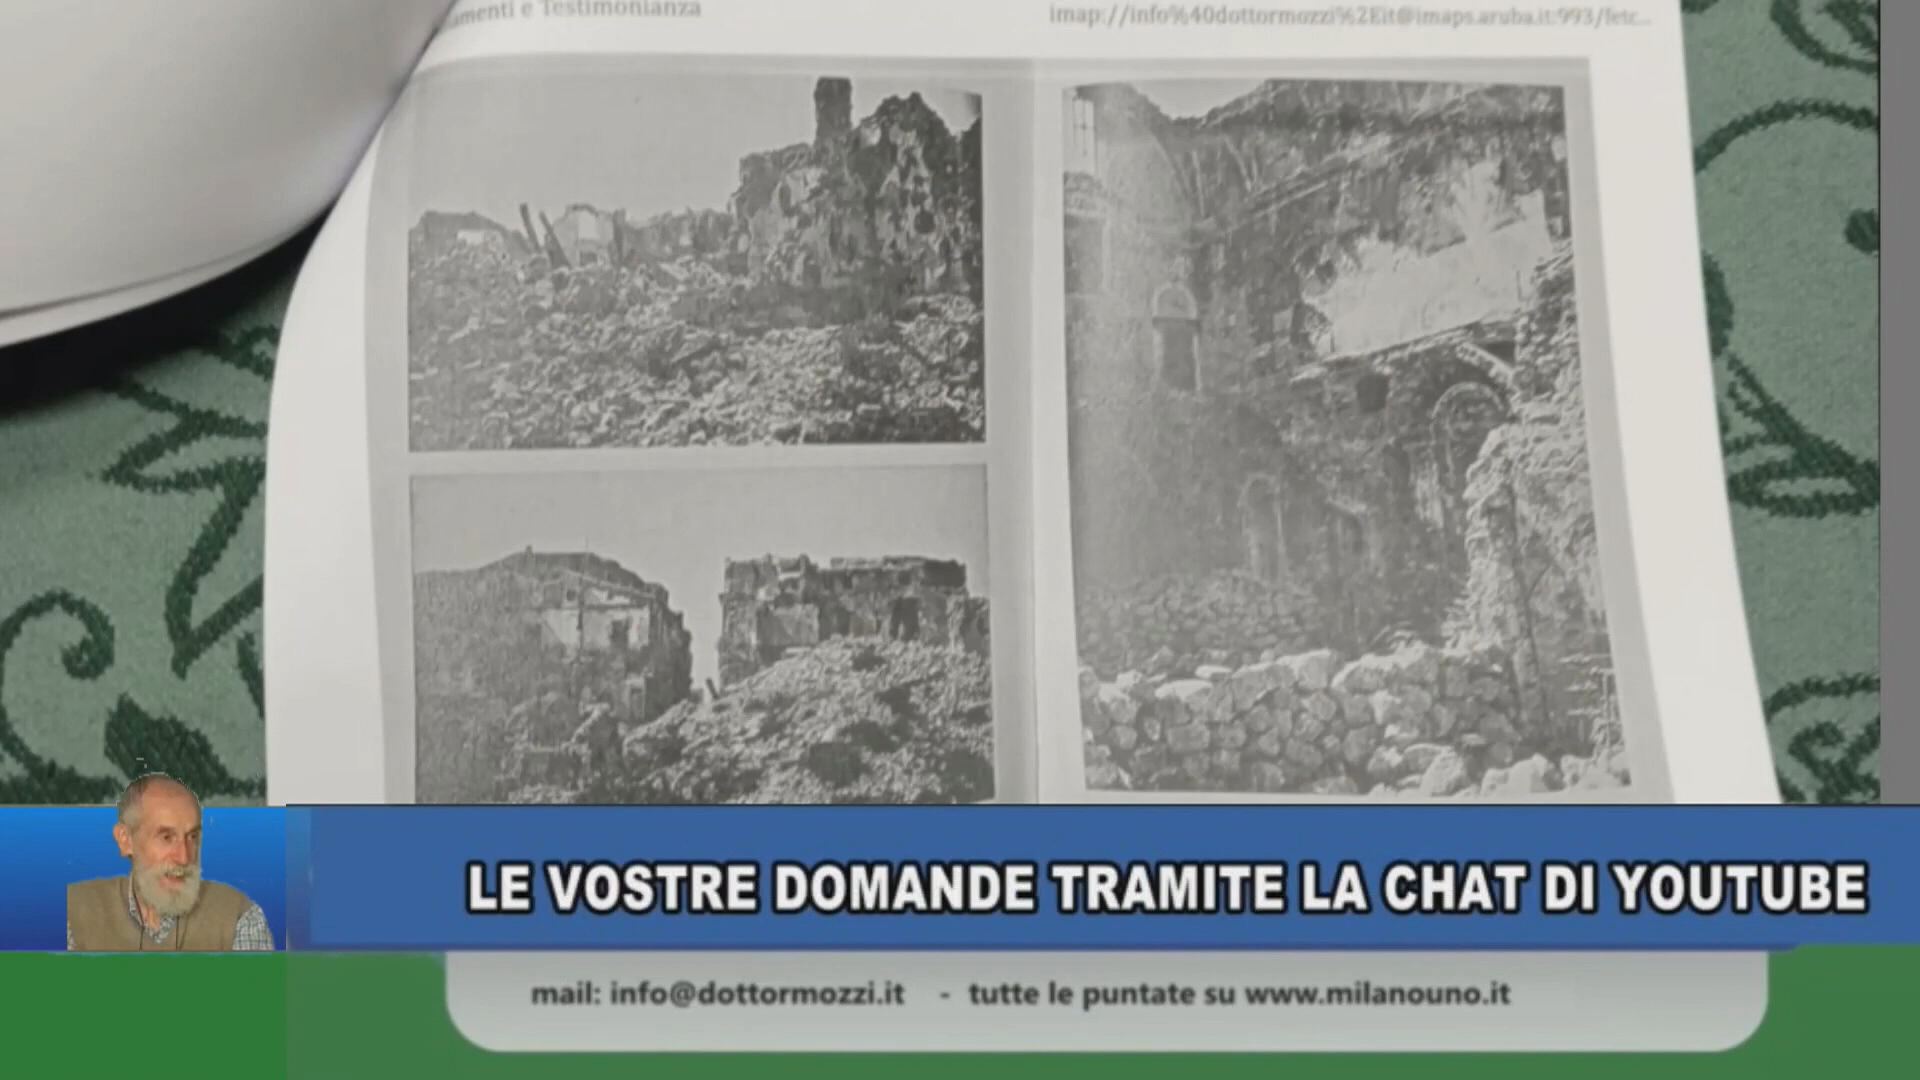 amenti e Testimonianza
imap://info%40dottormozzi%2Eit@imaps.aruba.it:993/fetc...
LE VOSTRE DOMANDE TRAMITE LA CHAT DI YOUTUBE
mail: info@dottormozzi.it - tutte le puntate su www.milanouno.it